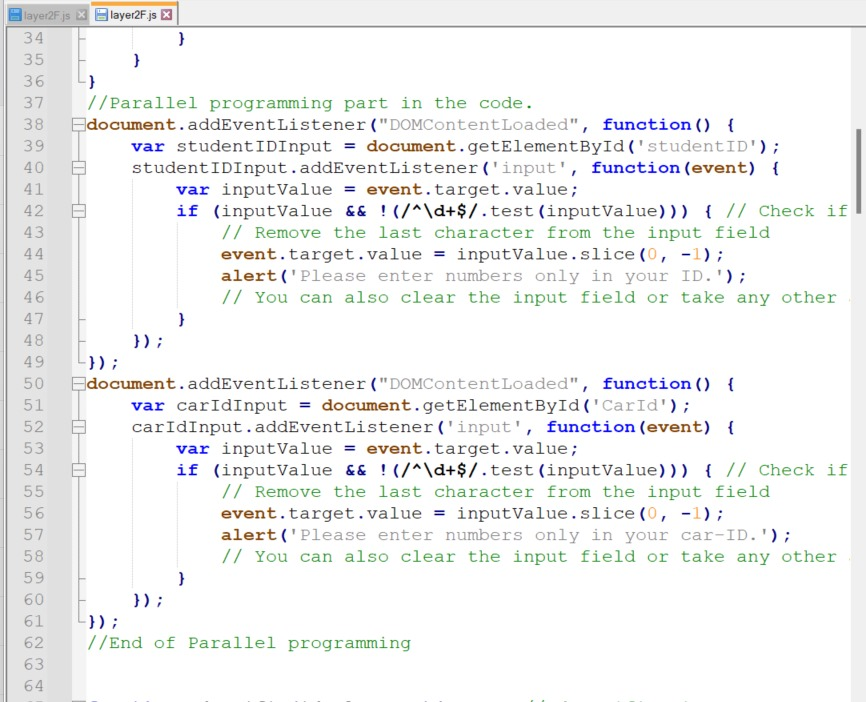 layer2F.js layer2F.js
34 }
35 }
36 }
37 //Parallel programming part in the code.
38 document.addEventListener("DOMContentLoaded", function() {
39 var studentIDInput = document.getElementById('studentID');
40 studentIDInput.addEventListener('input', function(event) {
41 var inputValue = event.target.value;
42 if (inputValue && !(/^\d+$/.test(inputValue))) { // Check if
43 // Remove the last character from the input field
44 event.target.value = inputValue.slice(0, -1);
45 alert('Please enter numbers only in your ID.');
46 // You can also clear the input field or take any other
47 }
48 });
49 });
50 document.addEventListener("DOMContentLoaded", function() {
51 var carIdInput = document.getElementById('CarId');
52 carIdInput.addEventListener('input', function(event) {
53 var inputValue = event.target.value;
54 if (inputValue && !(/^\d+$/.test(inputValue))) { // Check if
55 // Remove the last character from the input field
56 event.target.value = inputValue.slice(0, -1);
57 alert('Please enter numbers only in your car-ID.');
58 // You can also clear the input field or take any other
59 }
60 });
61 });
62 //End of Parallel programming
63
64